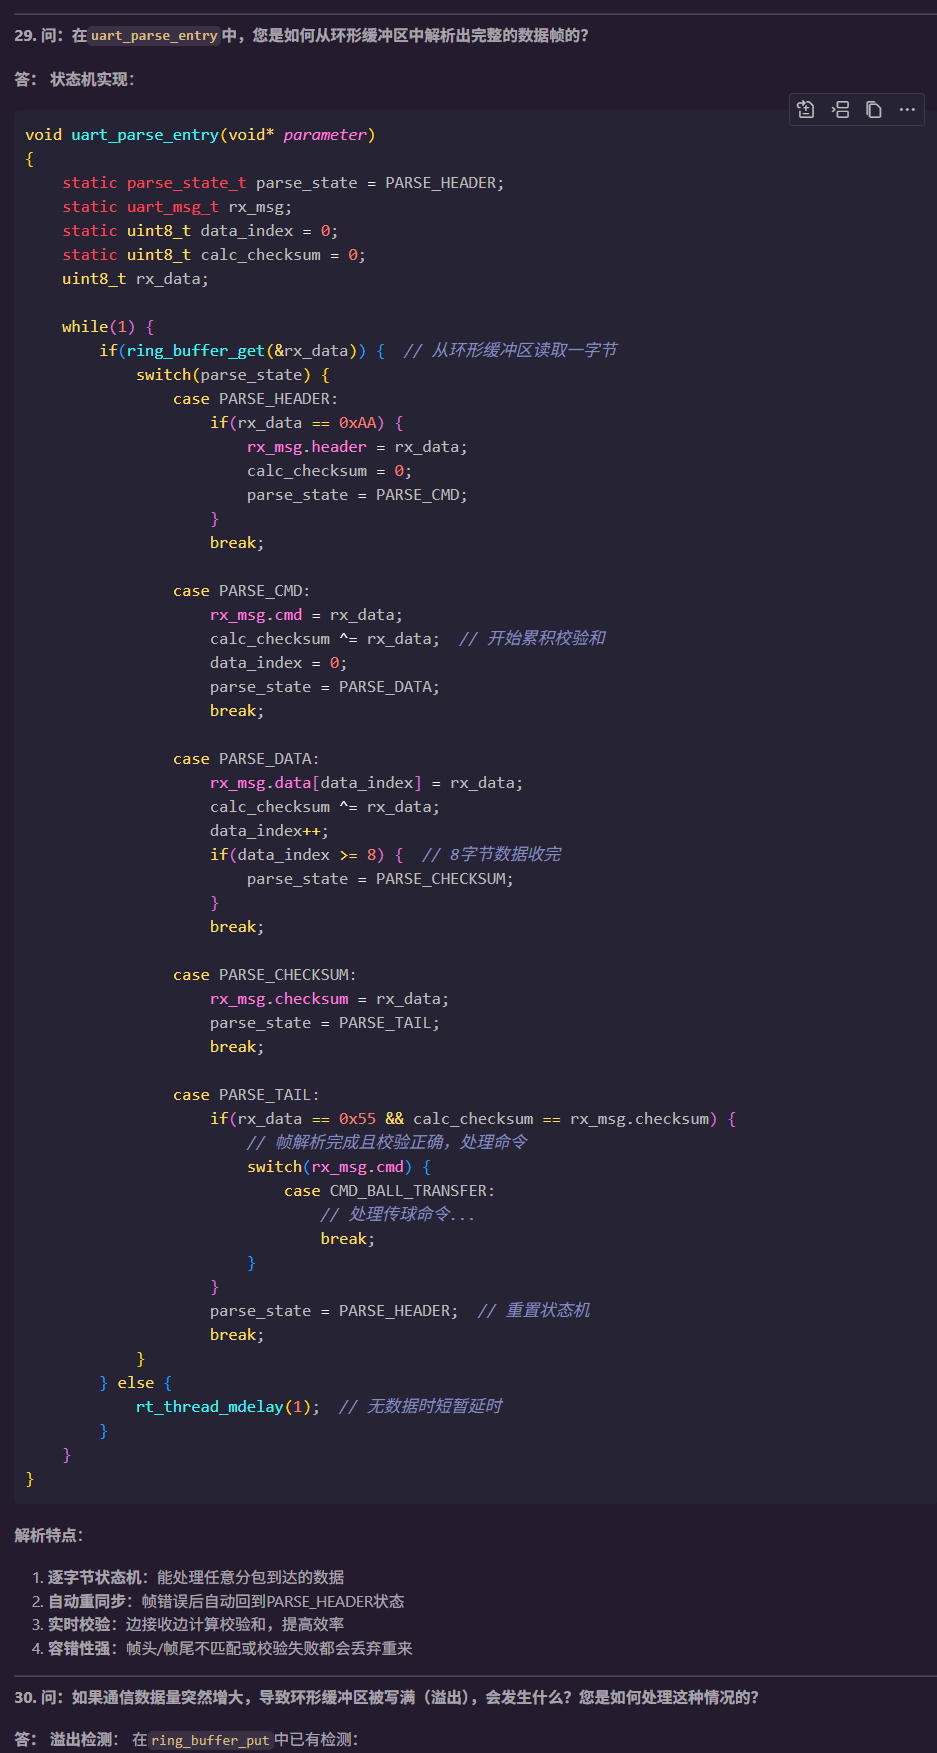 29. 问：在uart_parse_entry中，您是如何从环形缓冲区中解析出完整的数据帧的？
答： 状态机实现：
void uart_parse_entry(void* parameter)
{
    static parse_state_t parse_state = PARSE_HEADER;
    static uart_msg_t rx_msg;
    static uint8_t data_index = 0;
    static uint8_t calc_checksum = 0;
    uint8_t rx_data;

    while(1) {
        if(ring_buffer_get(&rx_data)) {  // 从环形缓冲区读取一字节
            switch(parse_state) {
                case PARSE_HEADER:
                    if(rx_data == 0xAA) {
                        rx_msg.header = rx_data;
                        calc_checksum = 0;
                        parse_state = PARSE_CMD;
                    }
                    break;

                case PARSE_CMD:
                    rx_msg.cmd = rx_data;
                    calc_checksum ^= rx_data;  // 开始累积校验和
                    data_index = 0;
                    parse_state = PARSE_DATA;
                    break;

                case PARSE_DATA:
                    rx_msg.data[data_index] = rx_data;
                    calc_checksum ^= rx_data;
                    data_index++;
                    if(data_index >= 8) {  // 8字节数据收完
                        parse_state = PARSE_CHECKSUM;
                    }
                    break;

                case PARSE_CHECKSUM:
                    rx_msg.checksum = rx_data;
                    parse_state = PARSE_TAIL;
                    break;

                case PARSE_TAIL:
                    if(rx_data == 0x55 && calc_checksum == rx_msg.checksum) {
                        // 帧解析完成且校验正确，处理命令
                        switch(rx_msg.cmd) {
                            case CMD_BALL_TRANSFER:
                                // 处理传球命令...
                                break;
                        }
                    }
                    parse_state = PARSE_HEADER;  // 重置状态机
                    break;
            }
        } else {
            rt_thread_mdelay(1);  // 无数据时短暂延时
        }
    }
}
解析特点：
1. 逐字节状态机：能处理任意分包到达的数据
2. 自动重同步：帧错误后自动回到PARSE_HEADER状态
3. 实时校验：边接收边计算校验和，提高效率
4. 容错性强：帧头/帧尾不匹配或校验失败都会丢弃重来
30. 问：如果通信数据量突然增大，导致环形缓冲区被写满（溢出），会发生什么？您是如何处理这种情况的？
答： 溢出检测： 在ring_buffer_put中已有检测：